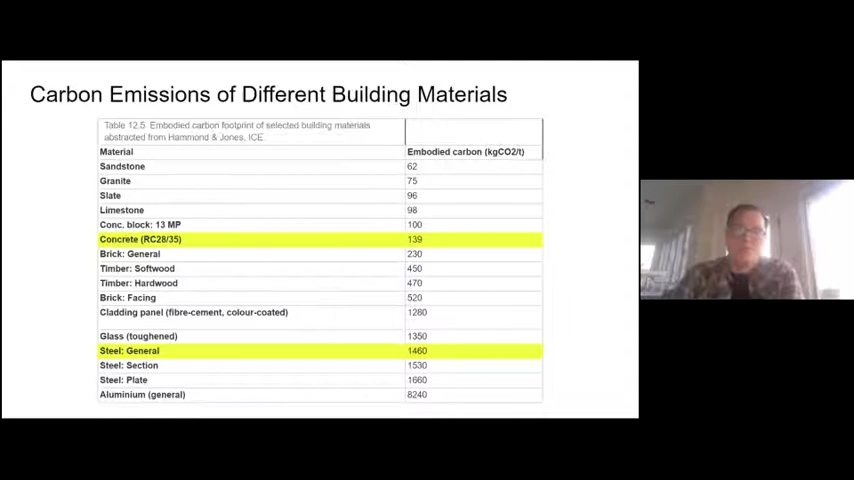 Carbon Emissions of Different Building Materials
Table 12.5 Embodied carbon footprint of selected building materials
abstracted from Hammond & Jones, ICE.
Material Embodied carbon (kgCO2/t)
Sandstone 62
Granite 75
Slate 96
Limestone 98
Conc. block: 13 MP 100
Concrete (RC28/35) 139
Brick: General 230
Timber: Softwood 450
Timber: Hardwood 470
Brick: Facing 520
Cladding panel (fibre-cement, colour-coated) 1280
Glass (toughened) 1350
Steel: General 1460
Steel: Section 1530
Steel: Plate 1660
Aluminium (general) 8240